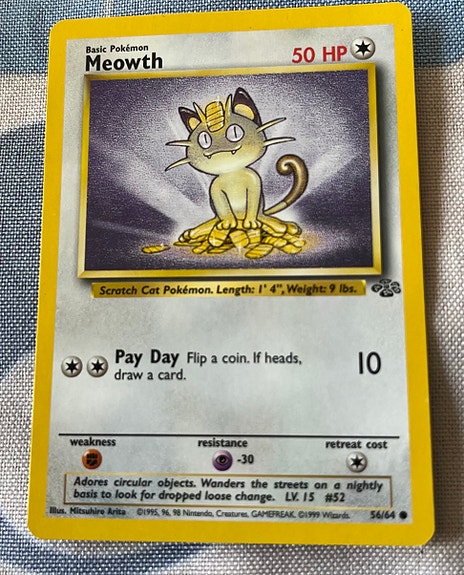 Basic Pokémon
Meowth
50 HP
Scratch Cat Pokémon. Length: 1' 4", Weight: 9 lbs.
Pay Day Flip a coin. If heads, draw a card. 10
weakness resistance retreat cost
-30
Adores circular objects. Wanders the streets on a nightly
basis to look for dropped loose change. LV. 15 #52
Illus. Mitsuhiro Arita ©1995, 96, 98 Nintendo, Creatures, GAMEFREAK. ©1999 Wizards. 56/64